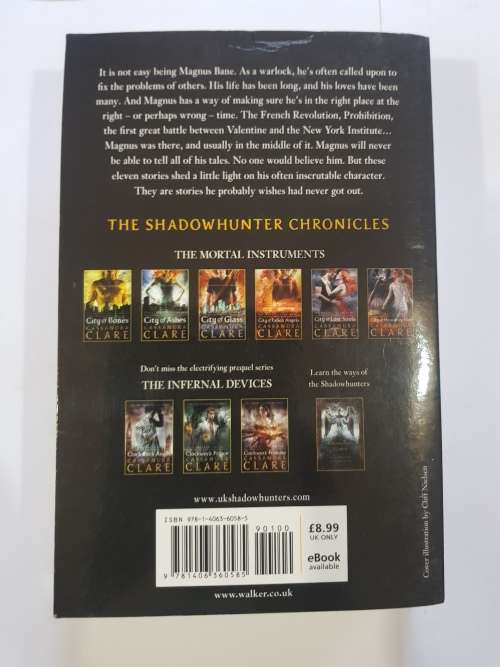 It is not easy being Magnus Bane. As a warlock, he's often called upon to
fix the problems of others. His life has been long, and his loves have been
many. And Magnus has a way of making sure he's in the right place at the
right – or perhaps wrong – time. The French Revolution, Prohibition,
the first great battle between Valentine and the New York Institute…
Magnus was there, and usually in the middle of it. Magnus will never
be able to tell all of his tales. No one would believe him. But these
eleven stories shed a little light on his often inscrutable character.
They are stories he probably wishes had never got out.
THE SHADOWHUNTER CHRONICLES
THE MORTAL INSTRUMENTS
City of Bones
CASSANDRA
CLARE
City of Ashes
CASSANDRA
CLARE
City of Glass
CASSANDRA
CLARE
City of Fallen Angels
CASSANDRA
CLARE
City of Lost Souls
CASSANDRA
CLARE
CLARE
Don't miss the electrifying prequel series
THE INFERNAL DEVICES
Clockwork Angel
CASSANDRA
CLARE
Clockwork Prince
CASSANDRA
CLARE
Clockwork Princess
CASSANDRA
CLARE
Learn the ways of
the Shadowhunters
www.ukshadowhunters.com
ISBN 978-1-4063-6058-5
90100
9 781406 360585
£8.99
UK ONLY
eBook
available
www.walker.co.uk
Cover illustration by Cliff Nielsen